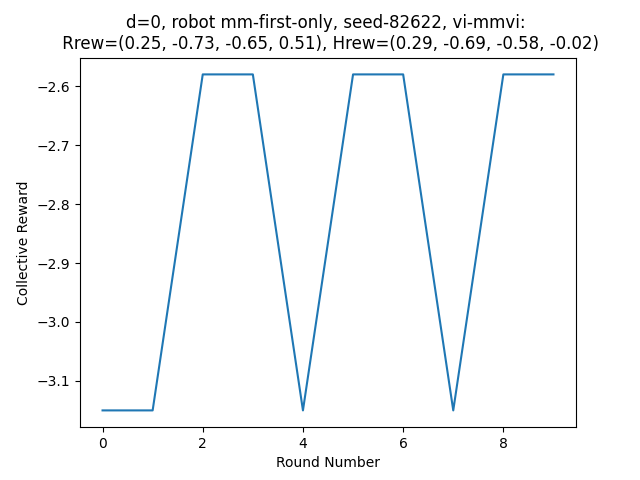 d=0, robot mm-first-only, seed-82622, vi-mmvi:
Rrew=(0.25, -0.73, -0.65, 0.51), Hrew=(0.29, -0.69, -0.58, -0.02)
−2.6
−2.7
−2.8
−2.9
−3.0
−3.1
Collective Reward
0 2 4 6 8
Round Number